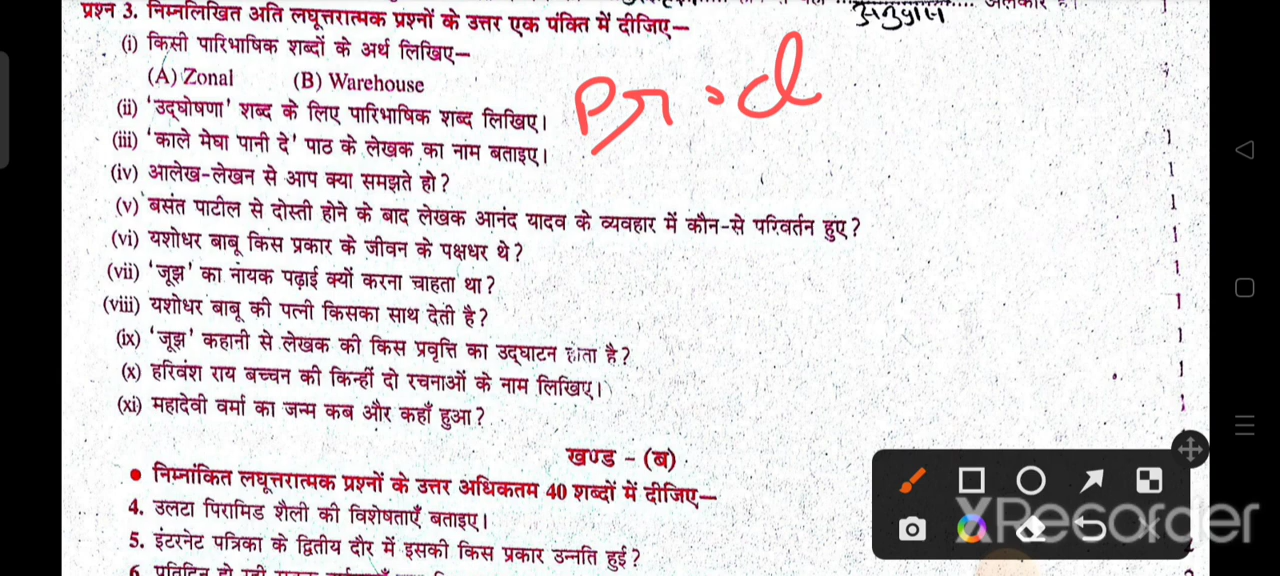 अलंकार है।
अनुप्रास
प्रश्न 3. निम्नलिखित अति लघूत्तरात्मक प्रश्नों के उत्तर एक पंक्ति में दीजिए–
(i) किसी पारिभाषिक शब्दों के अर्थ लिखिए–
(A) Zonal (B) Warehouse
(ii) 'उद्घोषणा' शब्द के लिए पारिभाषिक शब्द लिखिए।
(iii) 'काले मेघा पानी दे' पाठ के लेखक का नाम बताइए। 1
(iv) आलेख-लेखन से आप क्या समझते हो? 1
(v) बसंत पाटील से दोस्ती होने के बाद लेखक आनंद यादव के व्यवहार में कौन-से परिवर्तन हुए? 1
(vi) यशोधर बाबू किस प्रकार के जीवन के पक्षधर थे? 1
(vii) 'जूझ' का नायक पढ़ाई क्यों करना चाहता था? 1
(viii) यशोधर बाबू की पत्नी किसका साथ देती है? 1
(ix) 'जूझ' कहानी से लेखक की किस प्रवृत्ति का उद्घाटन होता है? 1
(x) हरिवंश राय बच्चन की किन्हीं दो रचनाओं के नाम लिखिए। 1
(xi) महादेवी वर्मा का जन्म कब और कहाँ हुआ? 1
खण्ड – (ब)
• निम्नांकित लघूत्तरात्मक प्रश्नों के उत्तर अधिकतम 40 शब्दों में दीजिए–
4. उलटा पिरामिड शैली की विशेषताएँ बताइए।
5. इंटरनेट पत्रिका के द्वितीय दौर में इसकी किस प्रकार उन्नति हुई?
XRecorder